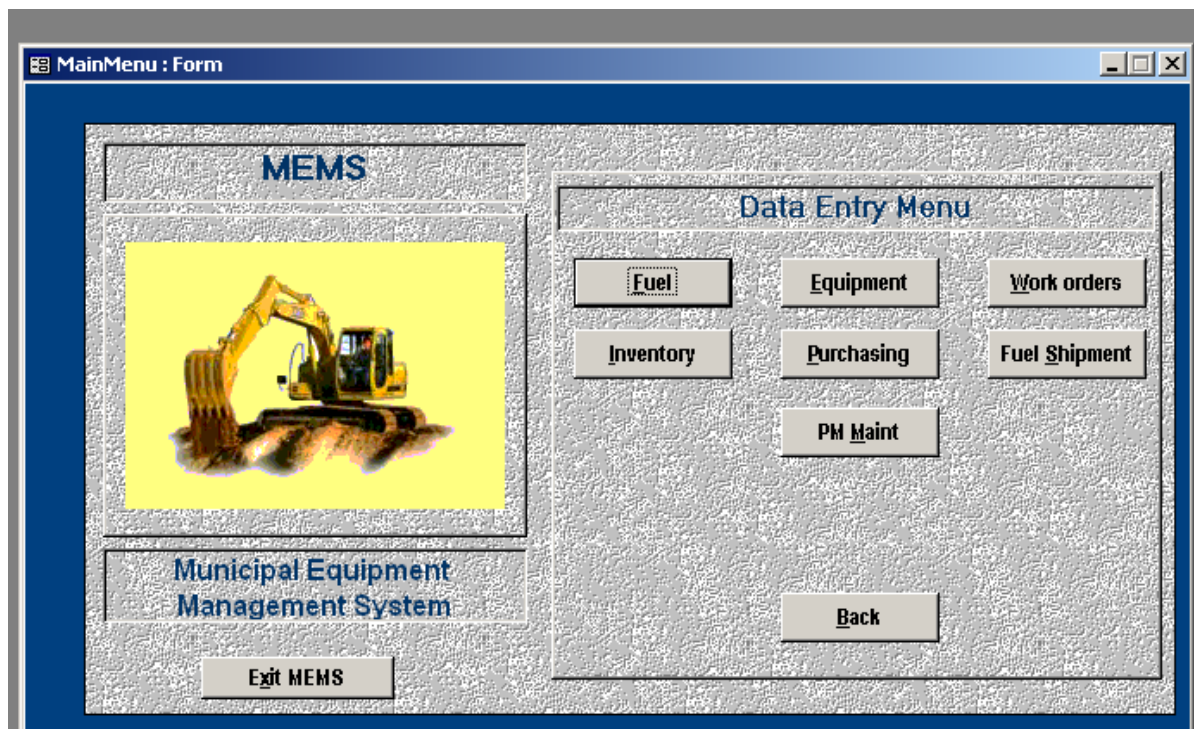 MainMenu : Form
MEMS
Data Entry Menu
Fuel
Equipment
Work orders
Inventory
Purchasing
Fuel Shipment
PM Maint
Municipal Equipment
Management System
Back
Exit MEMS